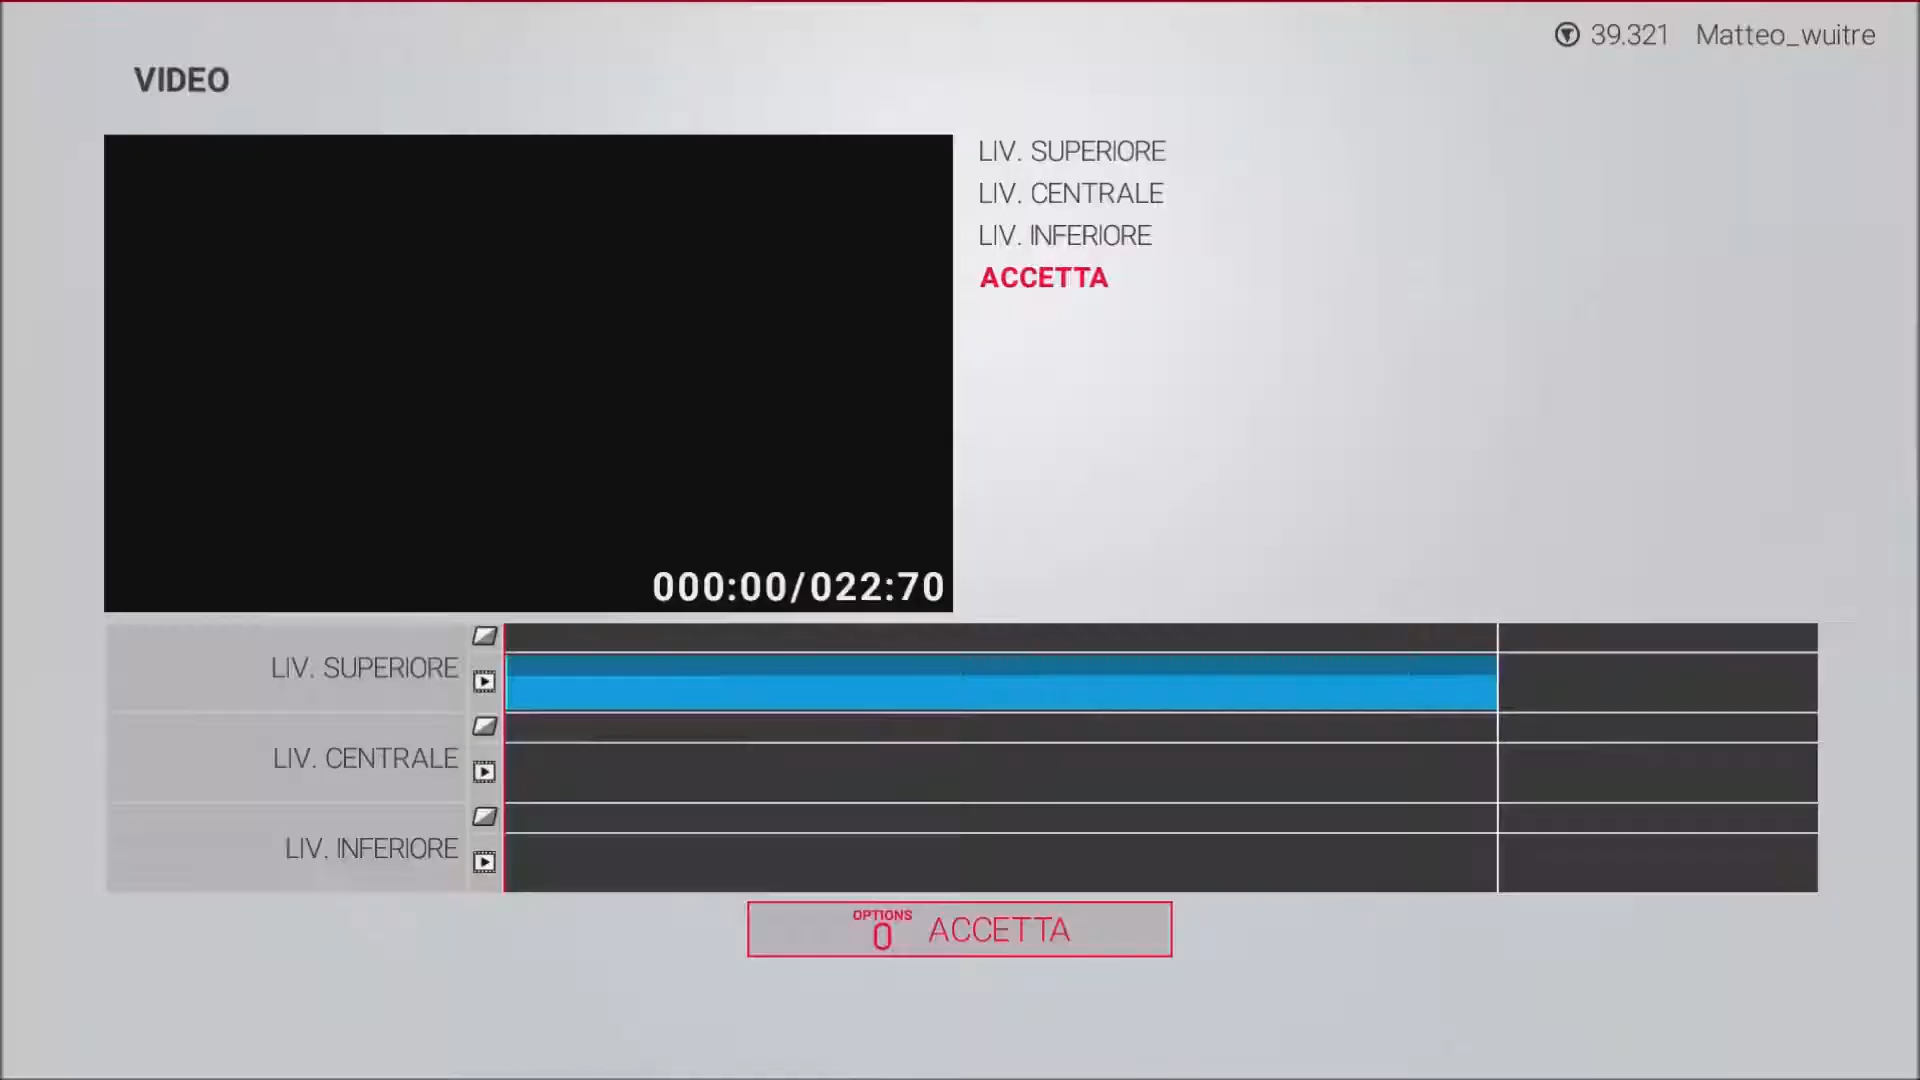 39.321 Matteo_wuitre
VIDEO
LIV. SUPERIORE
LIV. CENTRALE
LIV. INFERIORE
ACCETTA
000:00/022:70
LIV. SUPERIORE
LIV. CENTRALE
LIV. INFERIORE
OPTIONS
ACCETTA